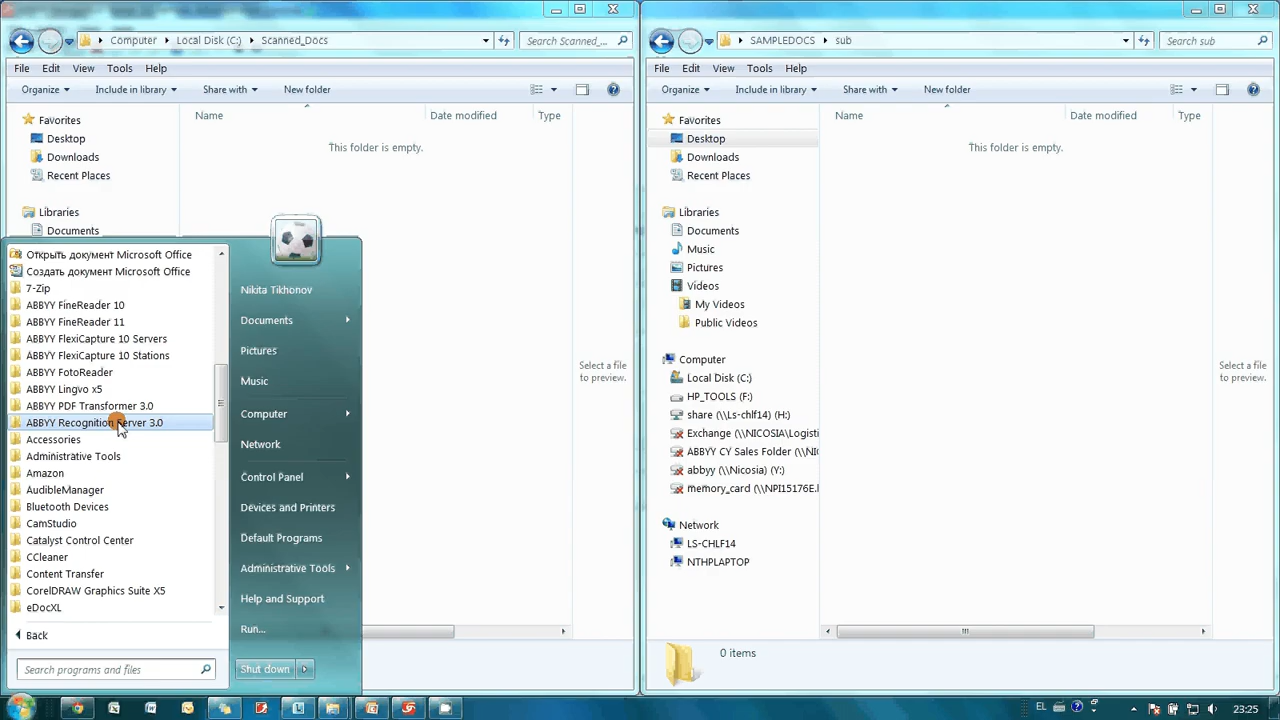 Computer Local Disk (C:) Scanned_Docs
Search Scanned_...
File Edit View Tools Help
Organize Include in library Share with New folder
Name Date modified Type
This folder is empty.
Favorites
Desktop
Downloads
Recent Places
Libraries
Documents
Select a file
to preview.
Открыть документ Microsoft Office
Создать документ Microsoft Office
7-Zip
ABBYY FineReader 10
ABBYY FineReader 11
ABBYY FlexiCapture 10 Servers
ABBYY FlexiCapture 10 Stations
ABBYY FotoReader
ABBYY Lingvo x5
ABBYY PDF Transformer 3.0
ABBYY Recognition Server 3.0
Accessories
Administrative Tools
Amazon
AudibleManager
Bluetooth Devices
CamStudio
Catalyst Control Center
CCleaner
Content Transfer
CorelDRAW Graphics Suite X5
eDocXL
Back
Search programs and files
Nikita Tikhonov
Documents
Pictures
Music
Computer
Network
Control Panel
Devices and Printers
Default Programs
Administrative Tools
Help and Support
Run...
Shut down
SAMPLEDOCS sub
Search sub
File Edit View Tools Help
Organize Include in library Share with New folder
Name Date modified Type
This folder is empty.
Favorites
Desktop
Downloads
Recent Places
Libraries
Documents
Music
Pictures
Videos
My Videos
Public Videos
Computer
Local Disk (C:)
HP_TOOLS (F:)
share (\\Ls-chlf14) (H:)
Exchange (\\NICOSIA\Logisti
ABBYY CY Sales Folder (\\NIC
abbyy (\\Nicosia) (Y:)
memory_card (\\NPI15176E.l
Network
LS-CHLF14
NTHPLAPTOP
Select a file
to preview.
0 items
EL 23:25